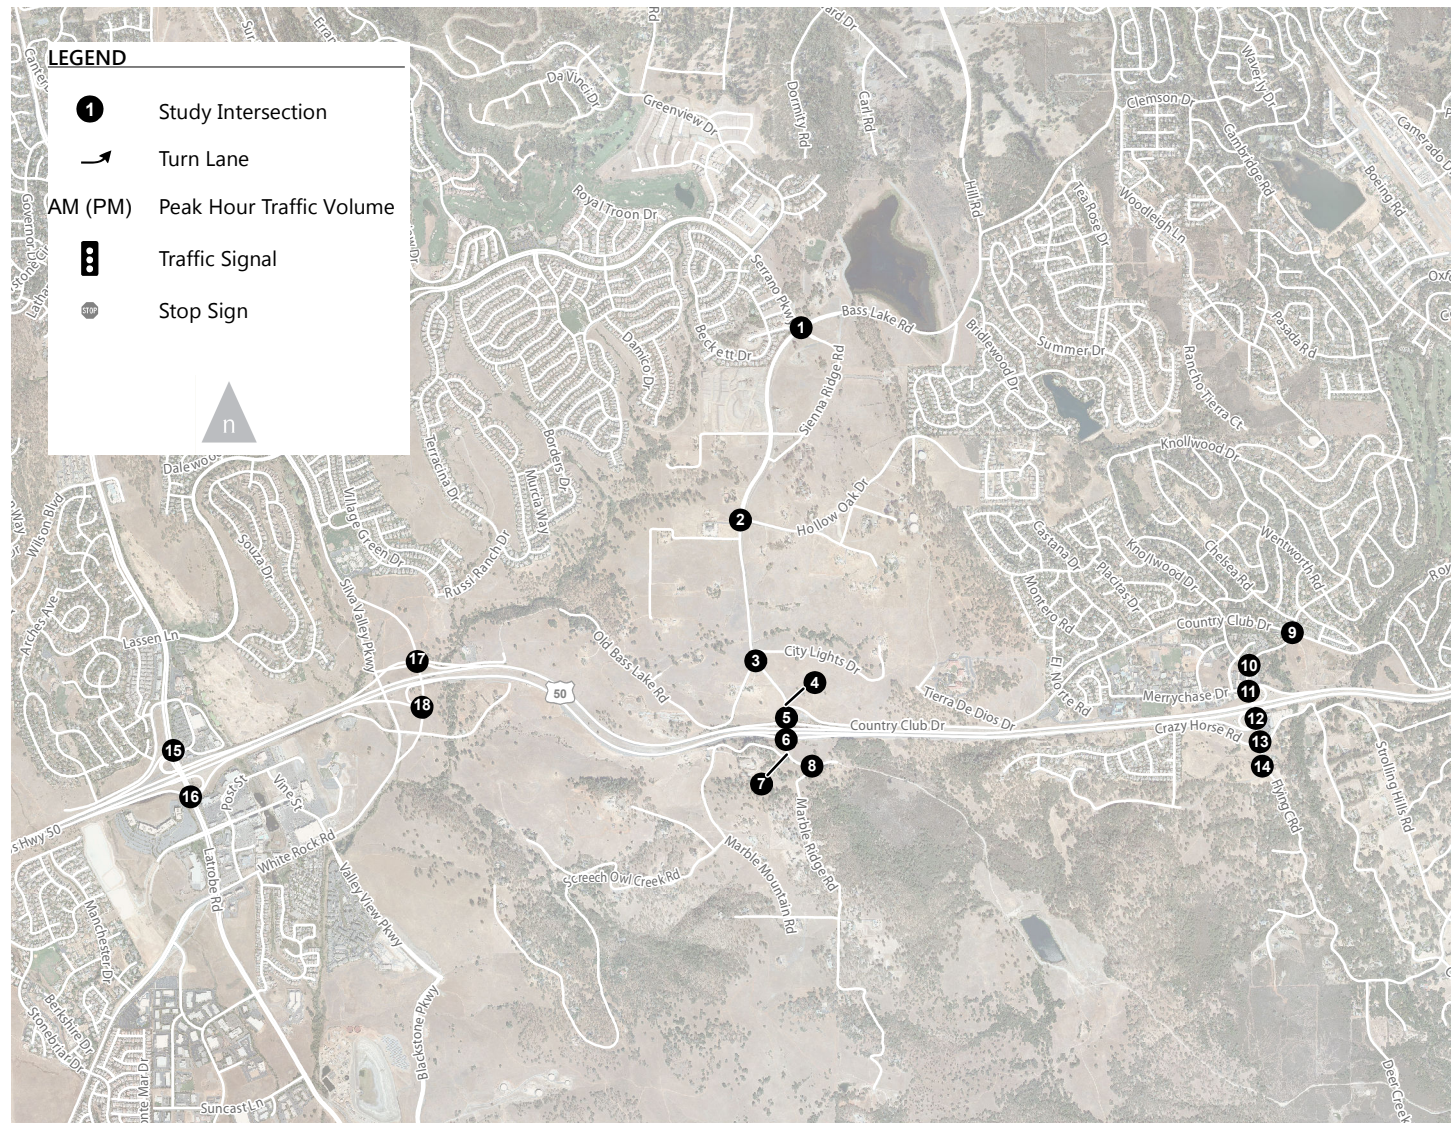 LEGEND
1 Study Intersection
Turn Lane
AM (PM) Peak Hour Traffic Volume
Traffic Signal
STOP Stop Sign
n
Da Vinci Dr
Greenview Dr
Dormity Rd
Carl Rd
Royal Troon Dr
Serrano Pkwy
Hill Rd
Clemson Dr
Waverly Dr
Cambridge Rd
Camerado Dr
Boeing Rd
Tea Rose Dr
Woodleigh Ln
1
Bass Lake Rd
Beckett Dr
Damico Dr
Sienna Ridge Rd
Bridlewood Dr
Summer Dr
Pasada Rd
Rancho Tierra Ct
Knollwood Dr
Terracina Dr
Borders Dr
Murcia Way
Village Green Dr
Russi Ranch Dr
Souza Dr
Silva Valley Pkwy
Wilson Blvd
Arches Ave
Lassen Ln
2
Hollow Oak Dr
Castana Dr
Knollwood Dr
Placitas Dr
Chelsea Rd
Wentworth Rd
Montero Rd
Country Club Dr
9
17
18
50
Old Bass Lake Rd
3
City Lights Dr
4
5
6
7
8
Country Club Dr
Tierra De Dios Dr
El Norte Rd
Merrychase Dr
Crazy Horse Rd
10
11
12
13
14
Flying C Rd
Strolling Hills Rd
15
16
Post St
Vine St
White Rock Rd
Latrobe Rd
Valley View Pkwy
Blackstone Pkwy
s Hwy 50
Manchester Dr
Berkshire Dr
Stonebriar Dr
Suncast Ln
Screech Owl Creek Rd
Marble Mountain Rd
Marble Ridge Rd
Deer Creek